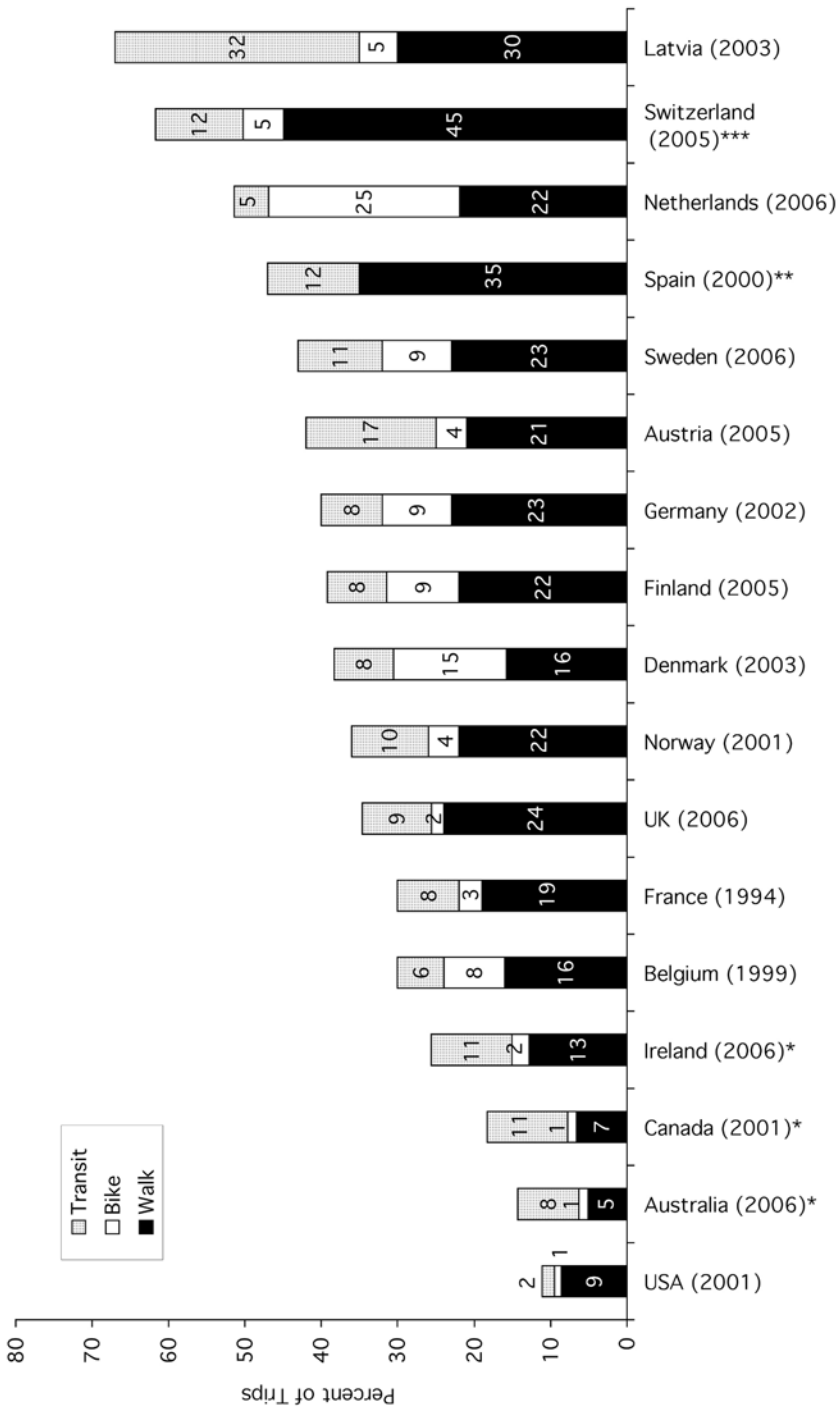 Transit
Bike
Walk
80
70
60
50
40
30
20
10
0
Percent of Trips
2
1
9
8
1
5
11
1
7
11
2
13
6
8
16
8
3
19
9
2
24
10
4
22
8
15
16
8
9
22
8
9
23
17
4
21
11
9
23
12
35
5
25
22
12
5
45
32
5
30
USA (2001)
Australia (2006)*
Canada (2001)*
Ireland (2006)*
Belgium (1999)
France (1994)
UK (2006)
Norway (2001)
Denmark (2003)
Finland (2005)
Germany (2002)
Austria (2005)
Sweden (2006)
Spain (2000)**
Netherlands (2006)
Switzerland
(2005)***
Latvia (2003)